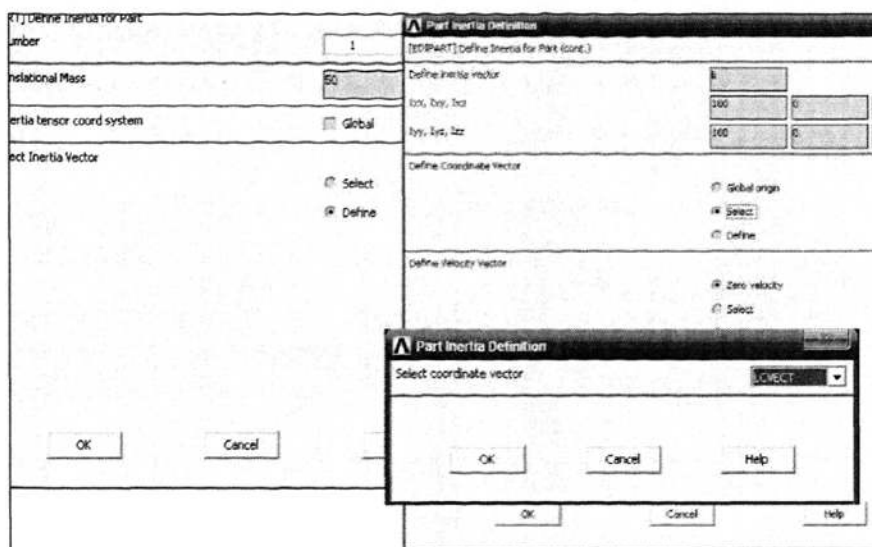 RT] Define Inertia for Part
umber 1
nslational Mass 50
ertia tensor coord system Global
ect Inertia Vector
Select
Define
OK Cancel
Part Inertia Definition
[EDIPART] Define Inertia for Part (cont.)
Define Inertia vector
Ixx, Ixy, Ixz 100 0
Iyy, Iyz, Izz 100 0
Define Coordinate Vector
Global origin
Select
Define
Define Velocity Vector
Zero velocity
Select
Part Inertia Definition
Select coordinate vector LCVECT
OK Cancel Help
OK Cancel Help